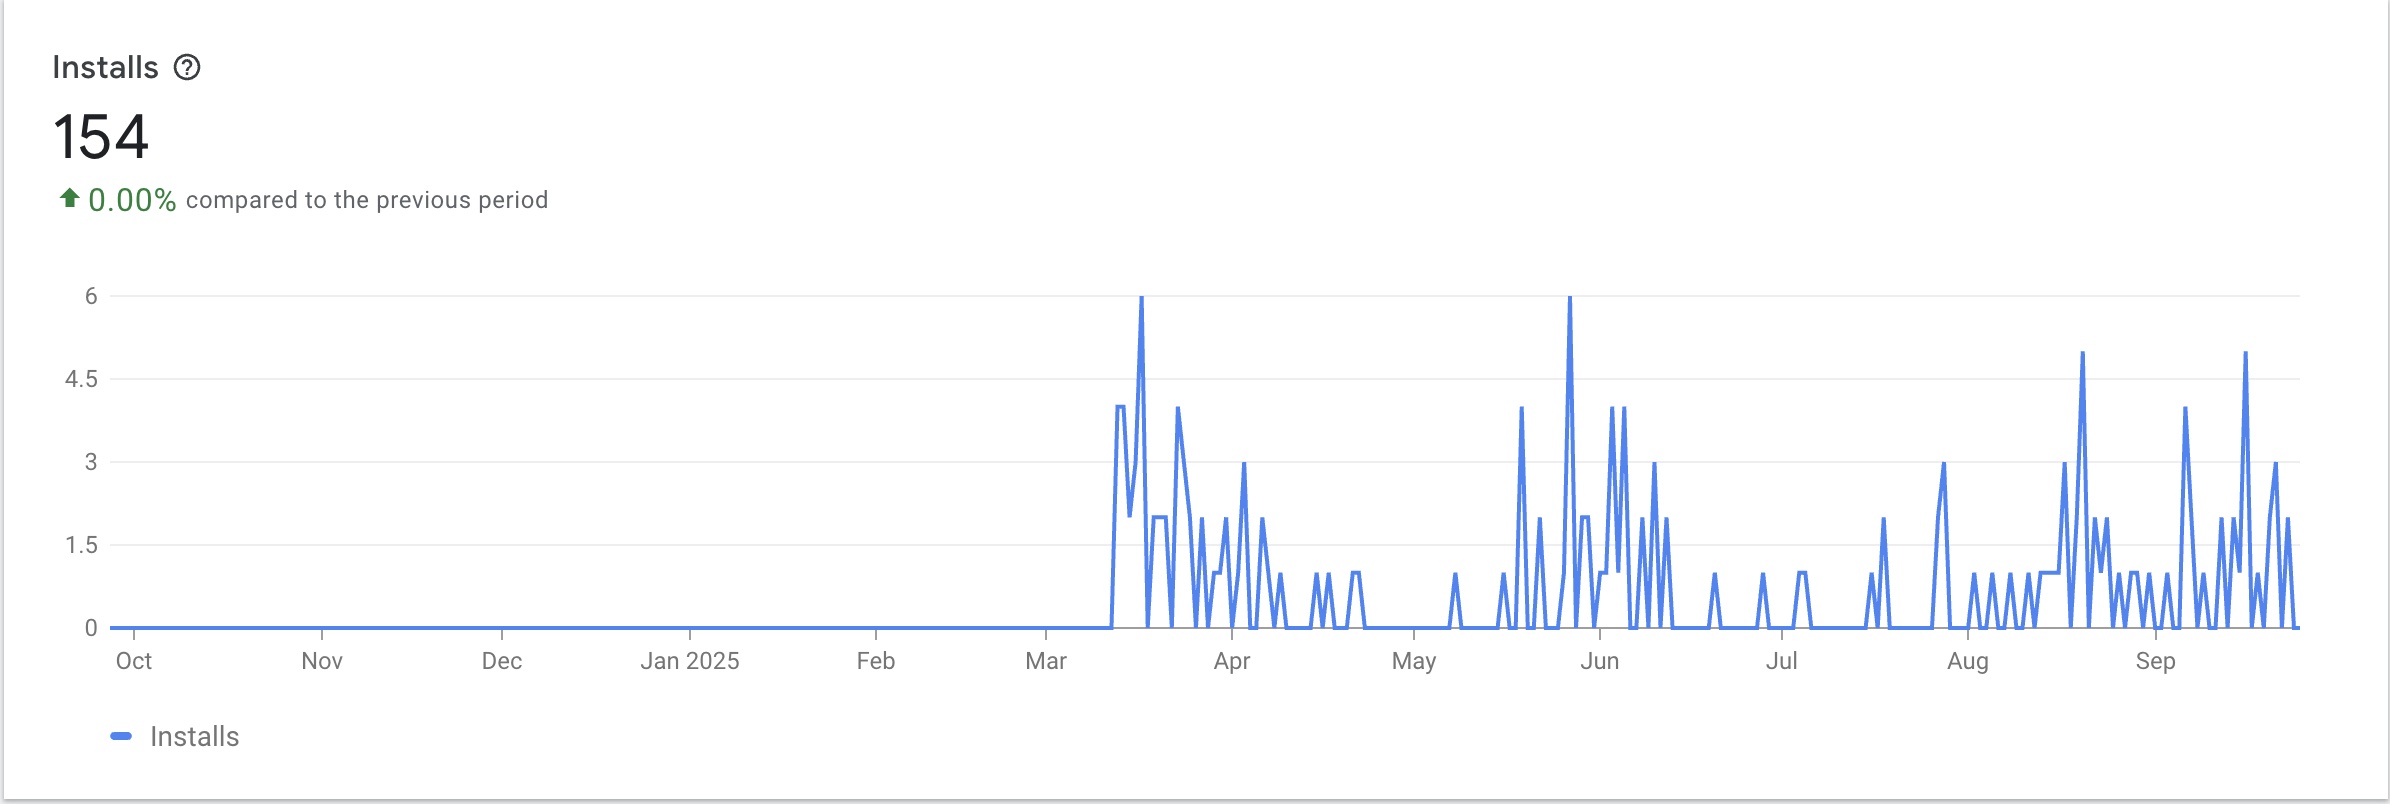 Installs
154
0.00% compared to the previous period
6
4.5
3
1.5
0
Oct Nov Dec Jan 2025 Feb Mar Apr May Jun Jul Aug Sep
Installs